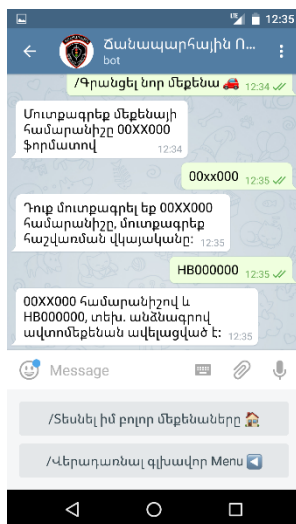 12:35
Ճանապարհային Ո...
bot
/Գրանցել նոր մեքենա 🚗 12:34
Մուտքագրեք մեքենայի
համարանիշը 00XX000
ֆորմատով 12:34
00xx000 12:35
Դուք մուտքագրել եք 00XX000
համարանիշը, մուտքագրեք
հաշվառման վկայականը: 12:35
HB000000 12:35
00XX000 համարանիշով և
HB000000, տեխ. անձնագրով
ավտոմեքենան ավելացված է: 12:35
Message
/Տեսնել իմ բոլոր մեքենաները 🏠
/Վերադառնալ գլխավոր Menu ◀️